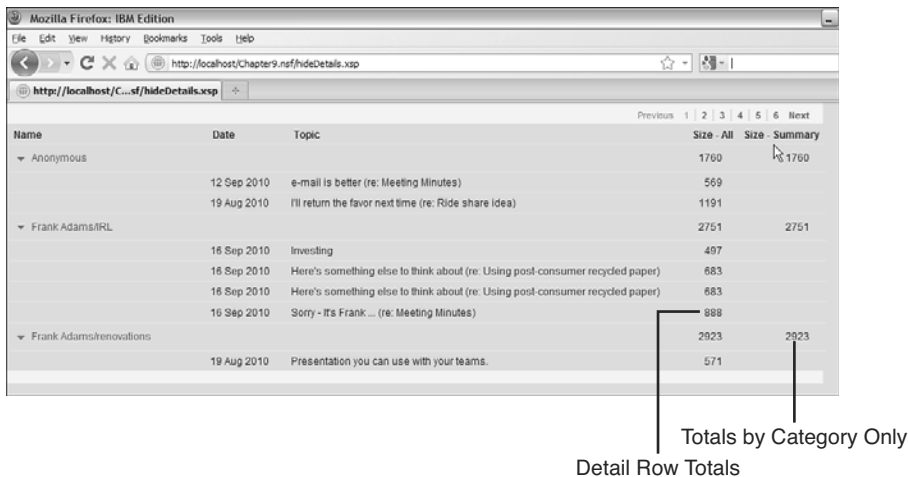 Mozilla Firefox: IBM Edition
File Edit View History Bookmarks Tools Help
http://localhost/Chapter9.nsf/hideDetails.xsp
http://localhost/C...sf/hideDetails.xsp
Previous 1 | 2 | 3 | 4 | 5 | 6 Next
Name Date Topic Size - All Size - Summary
Anonymous 1760 1760
12 Sep 2010 e-mail is better (re: Meeting Minutes) 569
19 Aug 2010 I'll return the favor next time (re: Ride share idea) 1191
Frank Adams/IRL 2751 2751
16 Sep 2010 Investing 497
16 Sep 2010 Here's something else to think about (re: Using post-consumer recycled paper) 683
16 Sep 2010 Here's something else to think about (re: Using post-consumer recycled paper) 683
16 Sep 2010 Sorry - It's Frank ... (re: Meeting Minutes) 888
Frank Adams/renovations 2923 2923
19 Aug 2010 Presentation you can use with your teams. 571
Totals by Category Only
Detail Row Totals